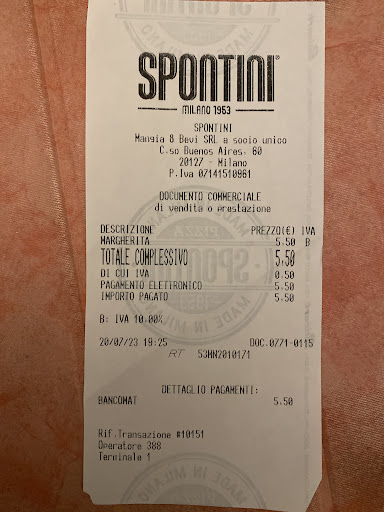 SPONTINI®
MILANO 1953
SPONTINI
Mangia & Bevi SRL a socio unico
C.so Buenos Aires, 60
20127 - Milano
P.Iva 07141510961
DOCUMENTO COMMERCIALE
di vendita o prestazione
DESCRIZIONE PREZZO(€) IVA
MARGHERITA 5,50 B
TOTALE COMPLESSIVO 5,50
DI CUI IVA 0,50
PAGAMENTO ELETTRONICO 5,50
IMPORTO PAGATO 5,50
B: IVA 10.00%
20/07/23 19:25 DOC.0771-0115
RT 53MN2010171
DETTAGLIO PAGAMENTI:
BANCOMAT 5,50
Rif.Transazione #10151
Operatore 388
Terminale 1